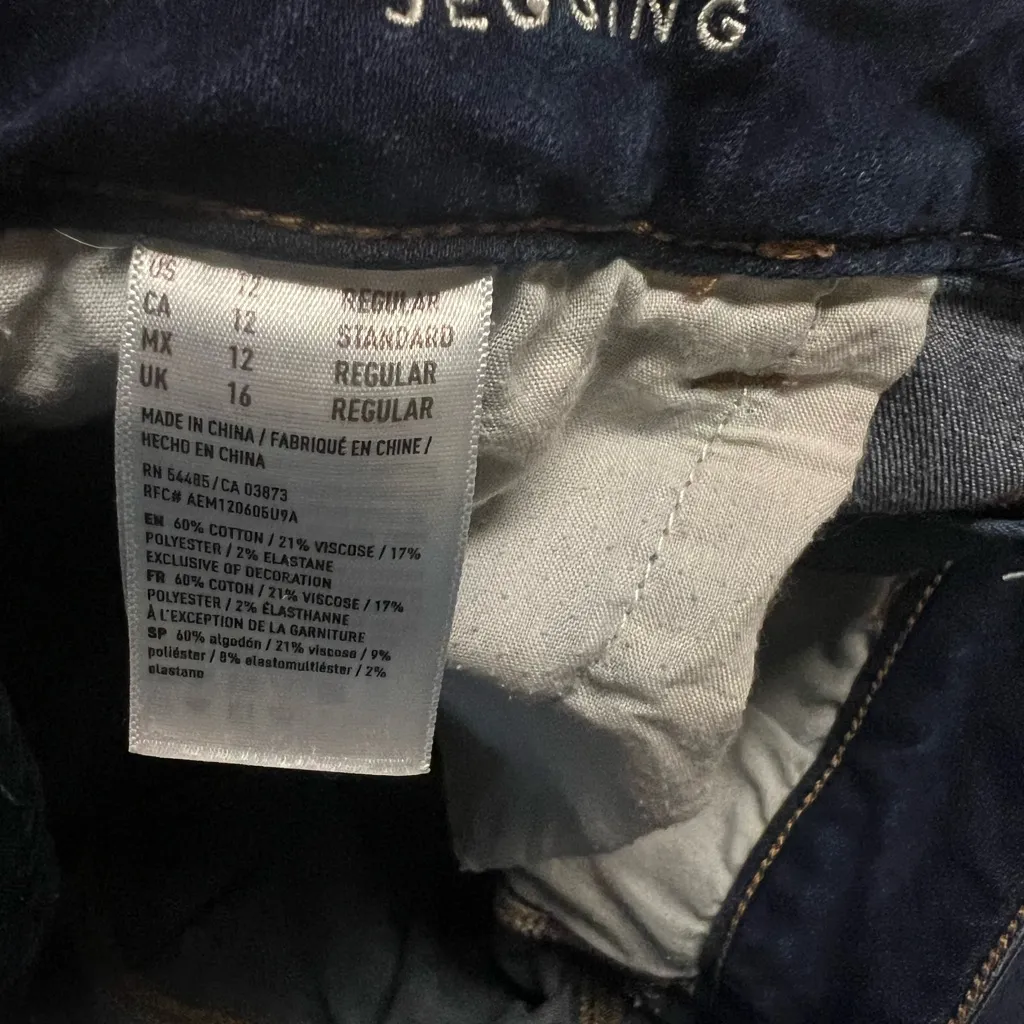 JEGGING
US 12 REGULAR
CA 12 STANDARD
MX 12 REGULAR
UK 16 REGULAR
MADE IN CHINA / FABRIQUÉ EN CHINE /
HECHO EN CHINA
RN 54485 / CA 03873
RFC# AEM120605U9A
EN 60% COTTON / 21% VISCOSE / 17%
POLYESTER / 2% ELASTANE
EXCLUSIVE OF DECORATION
FR 60% COTON / 21% VISCOSE / 17%
POLYESTER / 2% ÉLASTHANNE
À L'EXCEPTION DE LA GARNITURE
SP 60% algodón / 21% viscosa / 9%
poliéster / 8% elastomultiéster / 2%
elastano